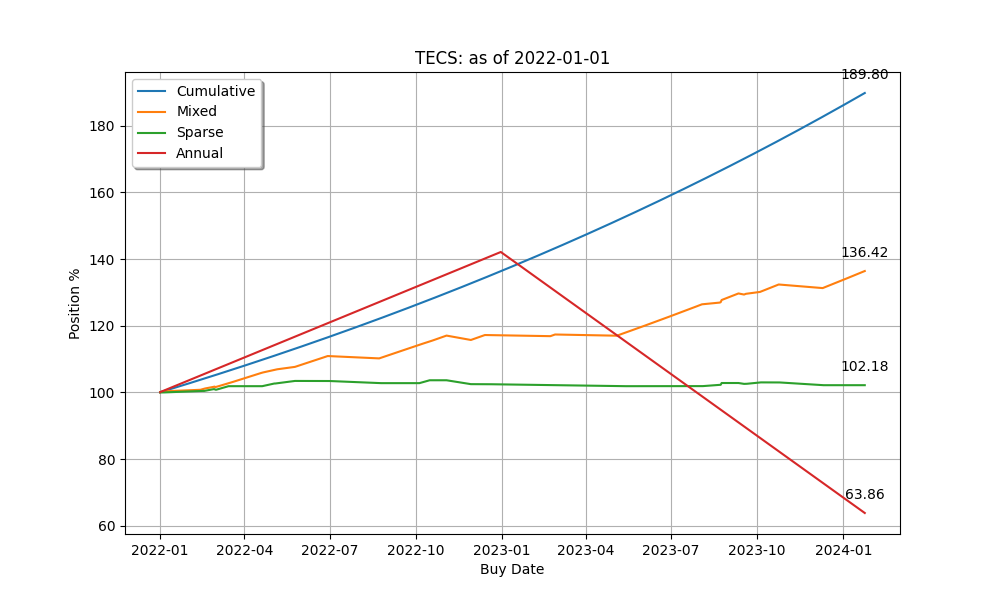 TECS: as of 2022-01-01
Cumulative
Mixed
Sparse
Annual
189.80
136.42
102.18
63.86
180
160
140
120
100
80
60
Position %
2022-01 2022-04 2022-07 2022-10 2023-01 2023-04 2023-07 2023-10 2024-01
Buy Date